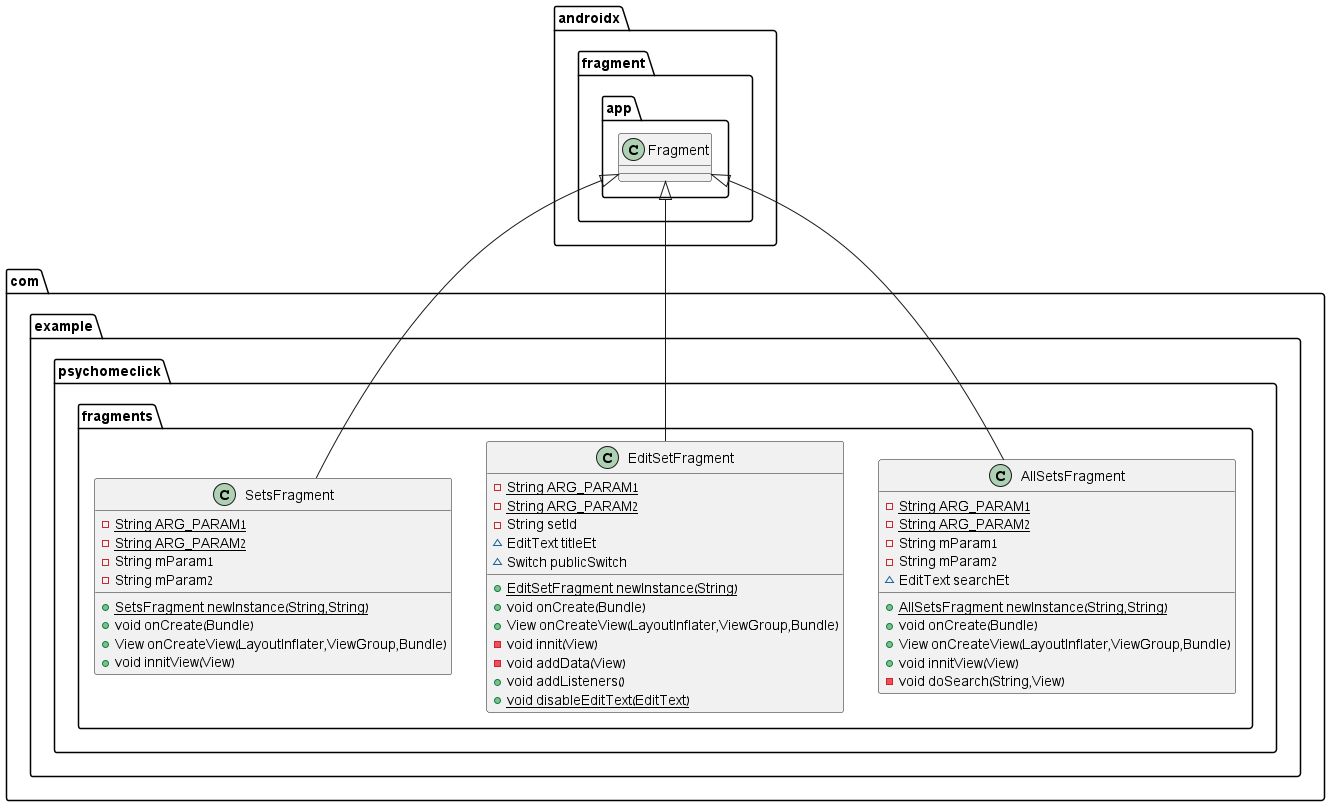 androidx
fragment
app
C Fragment
com
example
psychomeclick
fragments
C SetsFragment
String ARG_PARAM1
String ARG_PARAM2
String mParam1
String mParam2
SetsFragment newInstance(String,String)
void onCreate(Bundle)
View onCreateView(LayoutInflater,ViewGroup,Bundle)
void innitView(View)
C EditSetFragment
String ARG_PARAM1
String ARG_PARAM2
String setId
EditText titleEt
Switch publicSwitch
EditSetFragment newInstance(String)
void onCreate(Bundle)
View onCreateView(LayoutInflater,ViewGroup,Bundle)
void innit(View)
void addData(View)
void addListeners()
void disableEditText(EditText)
C AllSetsFragment
String ARG_PARAM1
String ARG_PARAM2
String mParam1
String mParam2
EditText searchEt
AllSetsFragment newInstance(String,String)
void onCreate(Bundle)
View onCreateView(LayoutInflater,ViewGroup,Bundle)
void innitView(View)
void doSearch(String,View)